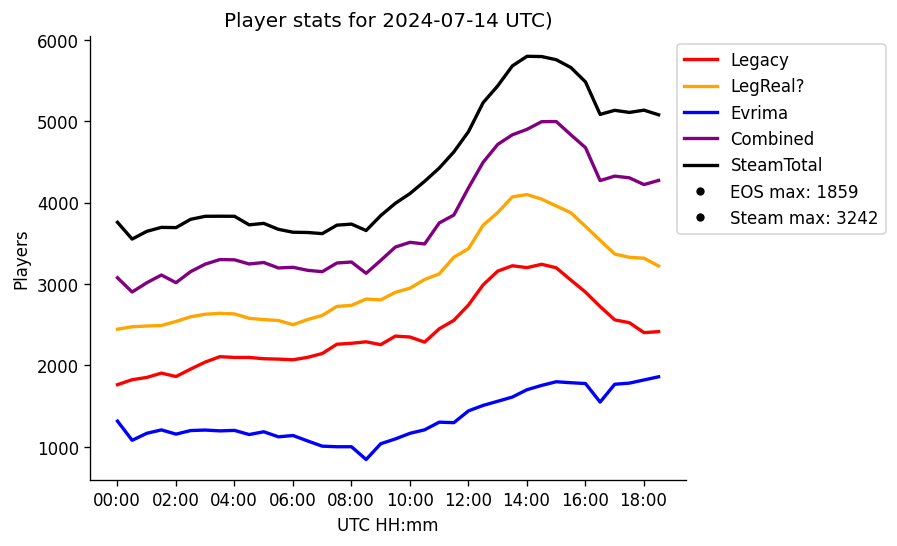 Player stats for 2024-07-14 UTC)
6000
5000
4000
3000
2000
1000
Players
00:00 02:00 04:00 06:00 08:00 10:00 12:00 14:00 16:00 18:00
UTC HH:mm
Legacy
LegReal?
Evrima
Combined
SteamTotal
EOS max: 1859
Steam max: 3242